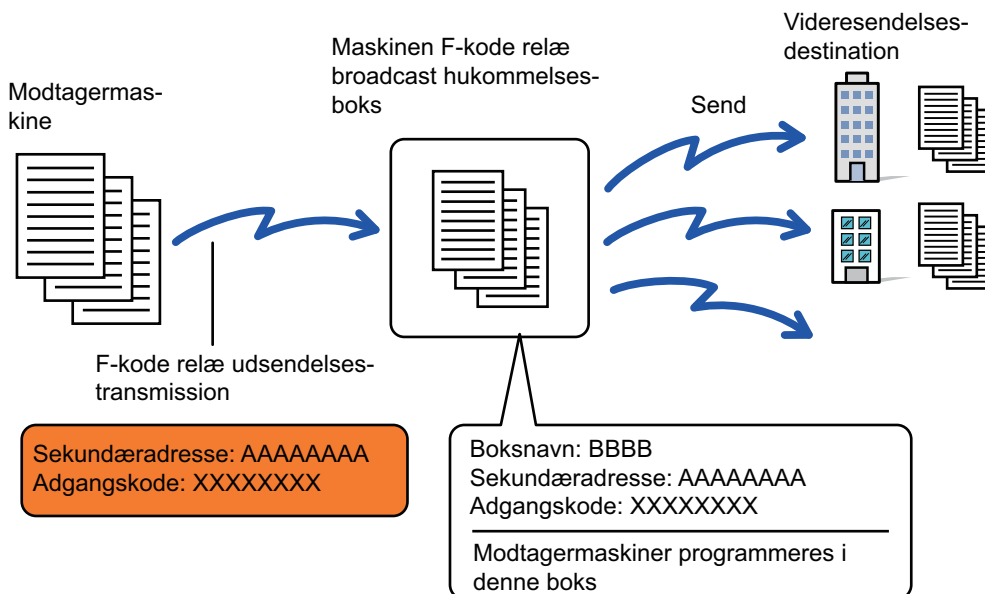 Modtagermas-
kine
Maskinen F-kode relæ
broadcast hukommelses-
boks
Send
Videresendelses-
destination
F-kode relæ udsendelses-
transmission
Sekundæradresse: AAAAAAAA
Adgangskode: XXXXXXXX
Boksnavn: BBBB
Sekundæradresse: AAAAAAAA
Adgangskode: XXXXXXXX
Modtagermaskiner programmeres i
denne boks